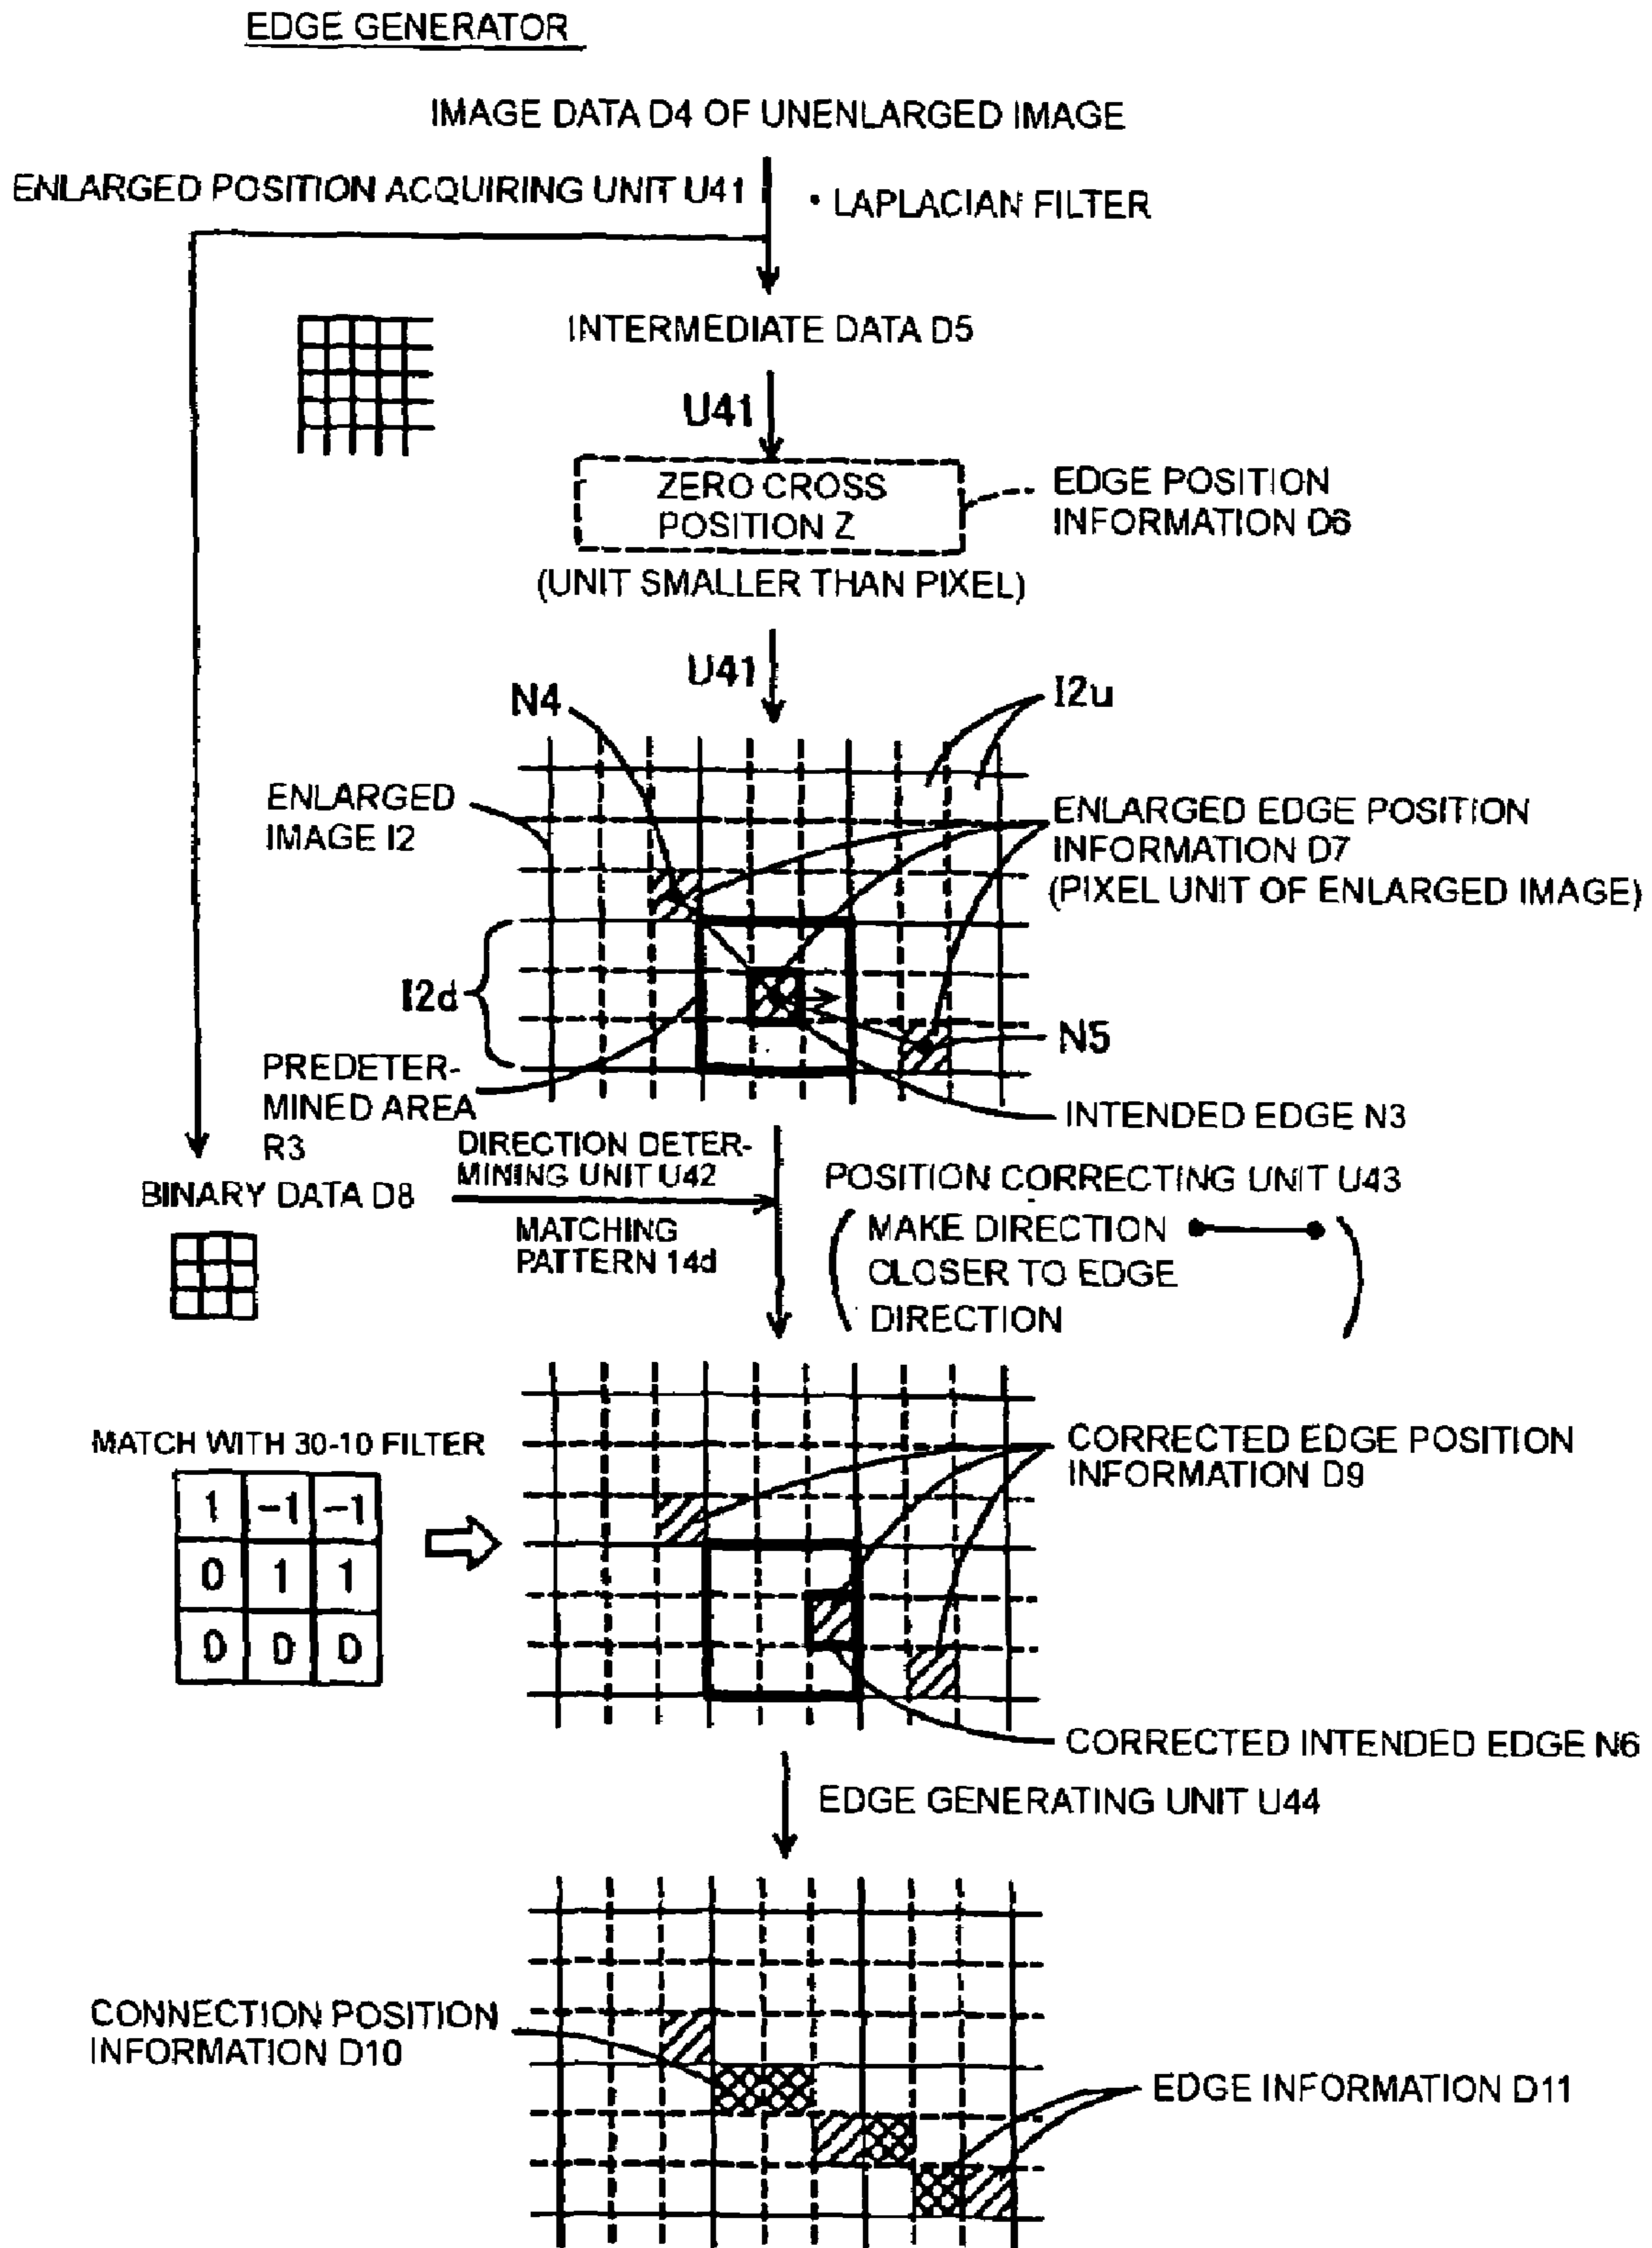 EDGE GENERATOR
IMAGE DATA D4 OF UNENLARGED IMAGE
ENLARGED POSITION ACQUIRING UNIT U41
• LAPLACIAN FILTER
INTERMEDIATE DATA D5
U41
ZERO CROSS
POSITION Z
EDGE POSITION
INFORMATION D6
(UNIT SMALLER THAN PIXEL)
U41
N4
I2u
ENLARGED
IMAGE I2
ENLARGED EDGE POSITION
INFORMATION D7
(PIXEL UNIT OF ENLARGED IMAGE)
I2d
N5
PREDETER-
MINED AREA
R3
INTENDED EDGE N3
DIRECTION DETER-
MINING UNIT U42
BINARY DATA D8
MATCHING
PATTERN 14d
POSITION CORRECTING UNIT U43
MAKE DIRECTION
CLOSER TO EDGE
DIRECTION
MATCH WITH 30-10 FILTER
1 -1 -1
0 1 1
0 0 0
CORRECTED EDGE POSITION
INFORMATION D9
CORRECTED INTENDED EDGE N6
EDGE GENERATING UNIT U44
CONNECTION POSITION
INFORMATION D10
EDGE INFORMATION D11